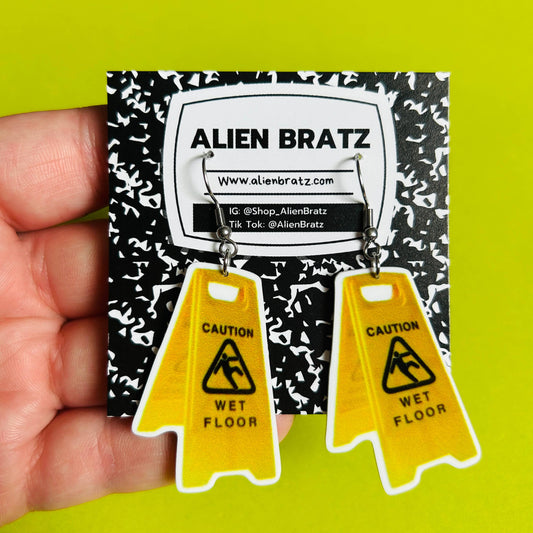 ALIEN BRATZ
Www.alienbratz.com
IG: @Shop_AlienBratz
Tik Tok: @AlienBratz
CAUTION
WET
FLOOR
CAUTION
WET
FLOOR